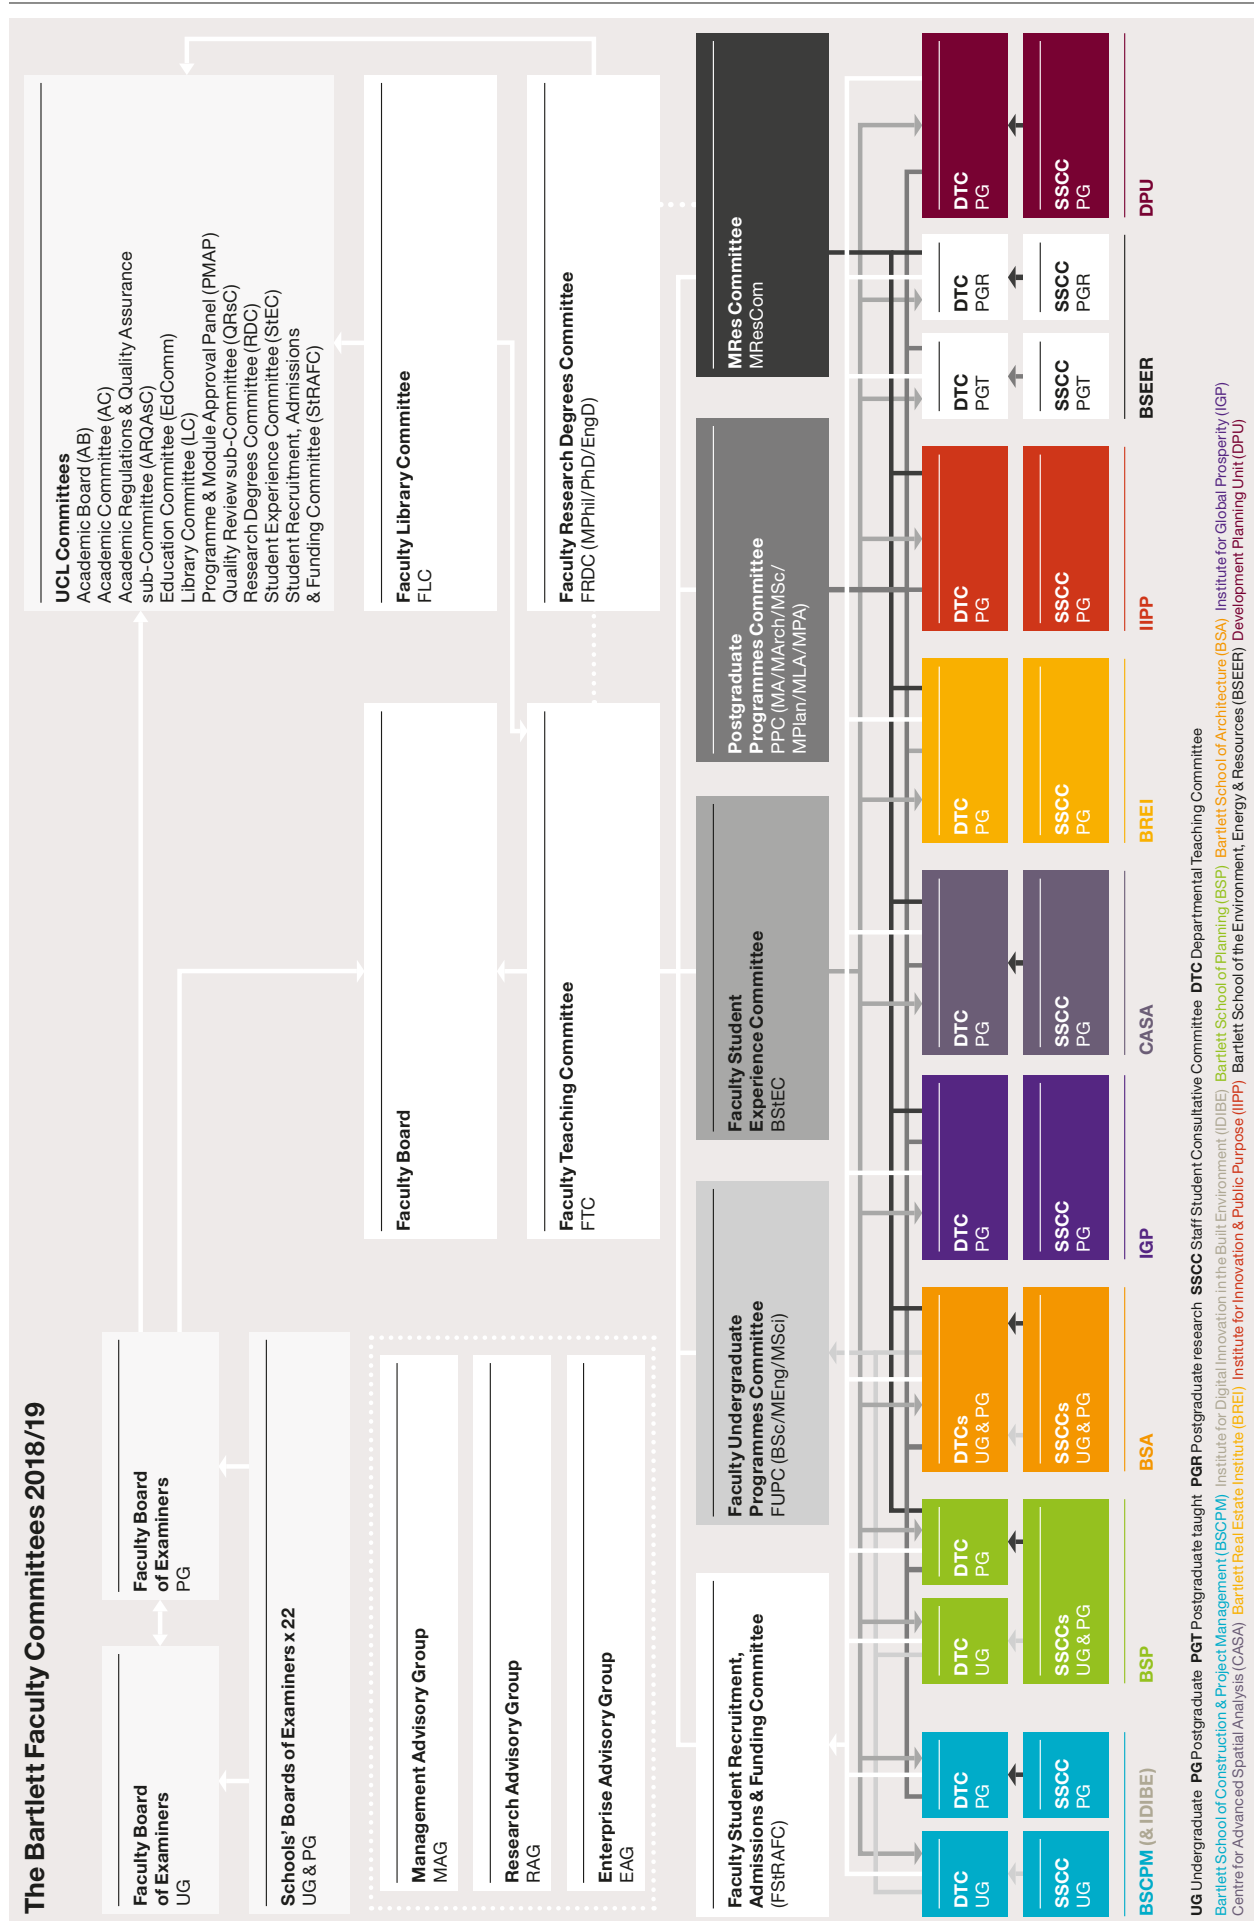 The Bartlett Faculty Committees 2018/19
Faculty Board
of Examiners
UG
Faculty Board
of Examiners
PG
Schools' Boards of Examiners x 22
UG & PG
UCL Committees
Academic Board (AB)
Academic Committee (AC)
Academic Regulations & Quality Assurance
sub-Committee (ARQAsC)
Education Committee (EdComm)
Library Committee (LC)
Programme & Module Approval Panel (PMAP)
Quality Review sub-Committee (QRsC)
Research Degrees Committee (RDC)
Student Experience Committee (StEC)
Student Recruitment, Admissions
& Funding Committee (StRAFC)
Management Advisory Group
MAG
Research Advisory Group
RAG
Enterprise Advisory Group
EAG
Faculty Board
Faculty Library Committee
FLC
Faculty Teaching Committee
FTC
Faculty Research Degrees Committee
FRDC (MPhil/PhD/EngD)
Faculty Student Recruitment,
Admissions & Funding Committee
(FStRAFC)
Faculty Undergraduate
Programmes Committee
FUPC (BSc/MEng/MSci)
Faculty Student
Experience Committee
BStEC
Postgraduate
Programmes Committee
PPC (MA/MArch/MSc/
MPlan/MLA/MPA)
MRes Committee
MResCom
DTC
UG
DTC
PG
DTC
UG
DTC
PG
DTCs
UG & PG
DTC
PG
DTC
PG
DTC
PG
DTC
PG
DTC
PGT
DTC
PGR
DTC
PG
SSCC
UG
SSCC
PG
SSCCs
UG & PG
SSCCs
UG & PG
SSCC
PG
SSCC
PG
SSCC
PG
SSCC
PG
SSCC
PGT
SSCC
PGR
SSCC
PG
BSCPM (& IDIBE)
BSP
BSA
IGP
CASA
BREI
IIPP
BSEER
DPU
UG Undergraduate PG Postgraduate PGT Postgraduate taught PGR Postgraduate research SSCC Staff Student Consultative Committee DTC Departmental Teaching Committee
Bartlett School of Construction & Project Management (BSCPM) Institute for Digital Innovation in the Built Environment (IDIBE) Bartlett School of Planning (BSP) Bartlett School of Architecture (BSA) Institute for Global Prosperity (IGP)
Centre for Advanced Spatial Analysis (CASA) Bartlett Real Estate Institute (BREI) Institute for Innovation & Public Purpose (IIPP) Bartlett School of the Environment, Energy & Resources (BSEER) Development Planning Unit (DPU)